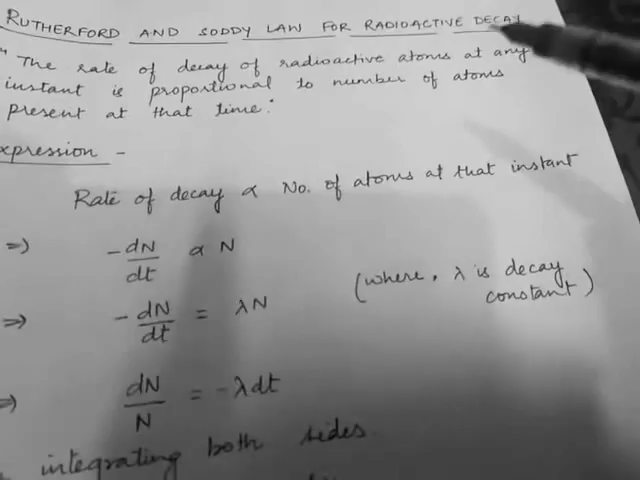 RUTHERFORD AND SODDY LAW FOR RADIOACTIVE DECAY
"The rate of decay of radioactive atoms at any
instant is proportional to number of atoms
present at that time."
xpression -
Rate of decay ∝ No. of atoms at that instant
=) -dN/dt ∝ N
=> -dN/dt = λN (where, λ is decay constant)
=> dN/N = -λdt
integrating both sides